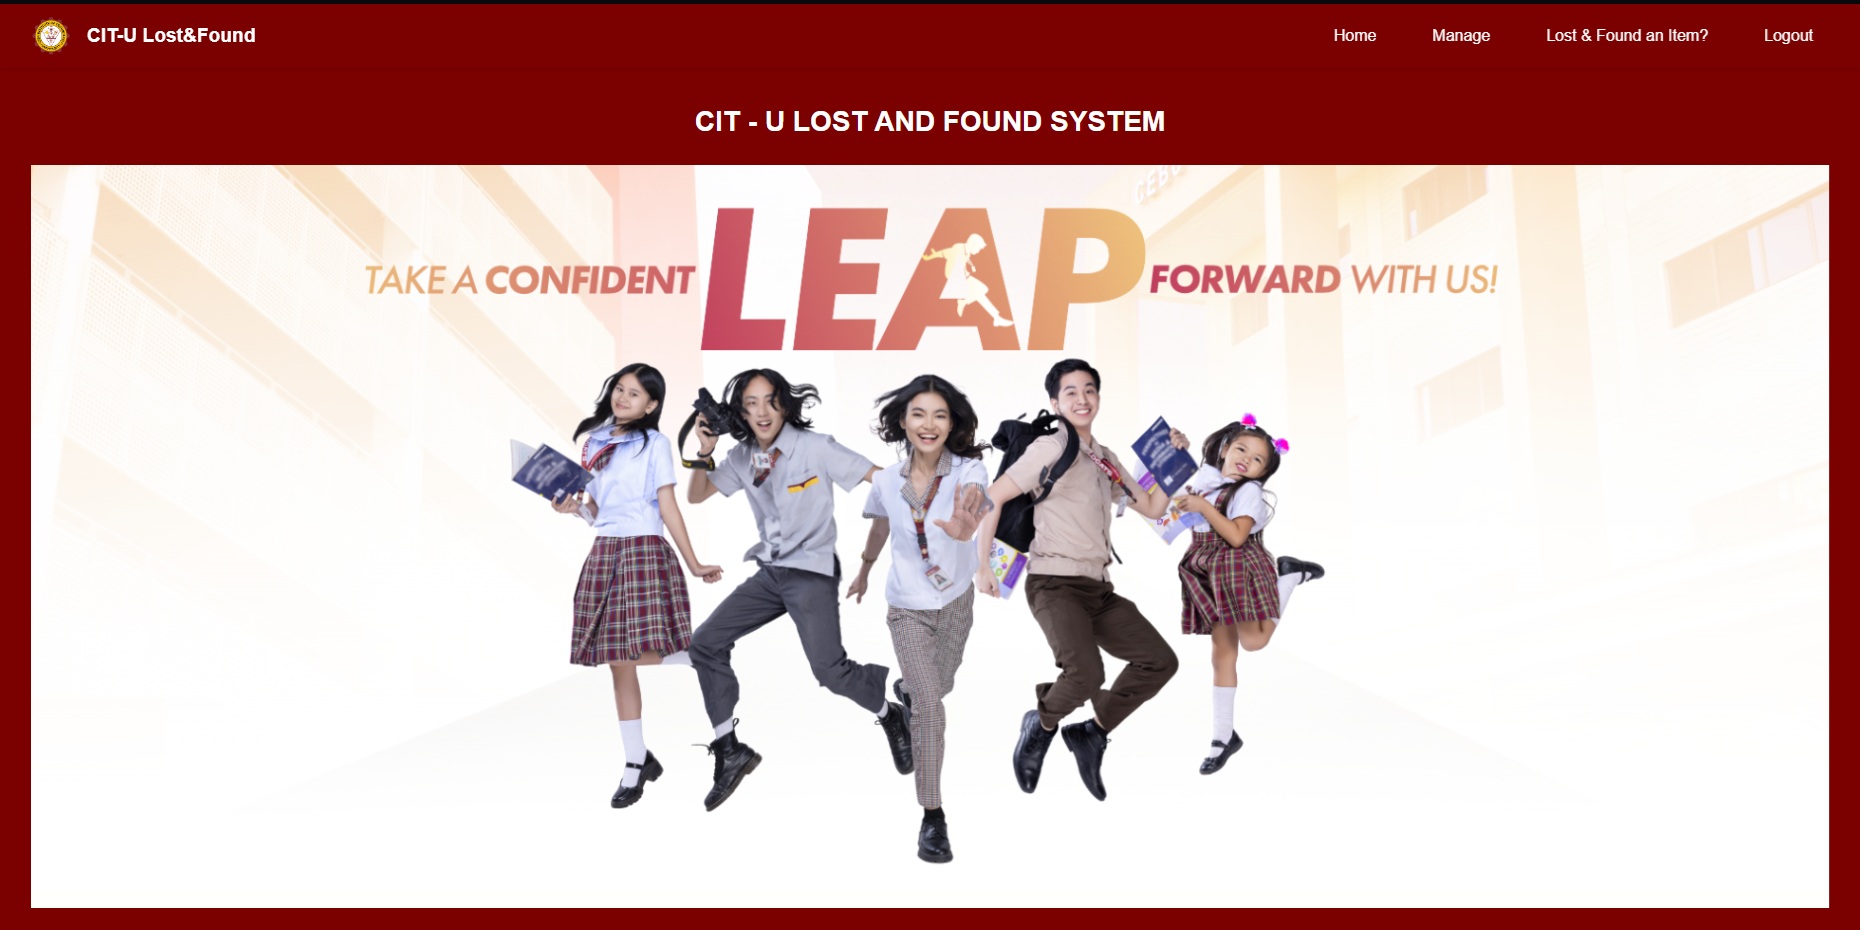 CIT-U Lost&Found
Home
Manage
Lost & Found an Item?
Logout
CIT - U LOST AND FOUND SYSTEM
CEBU
TAKE A CONFIDENT LEAP FORWARD WITH US!